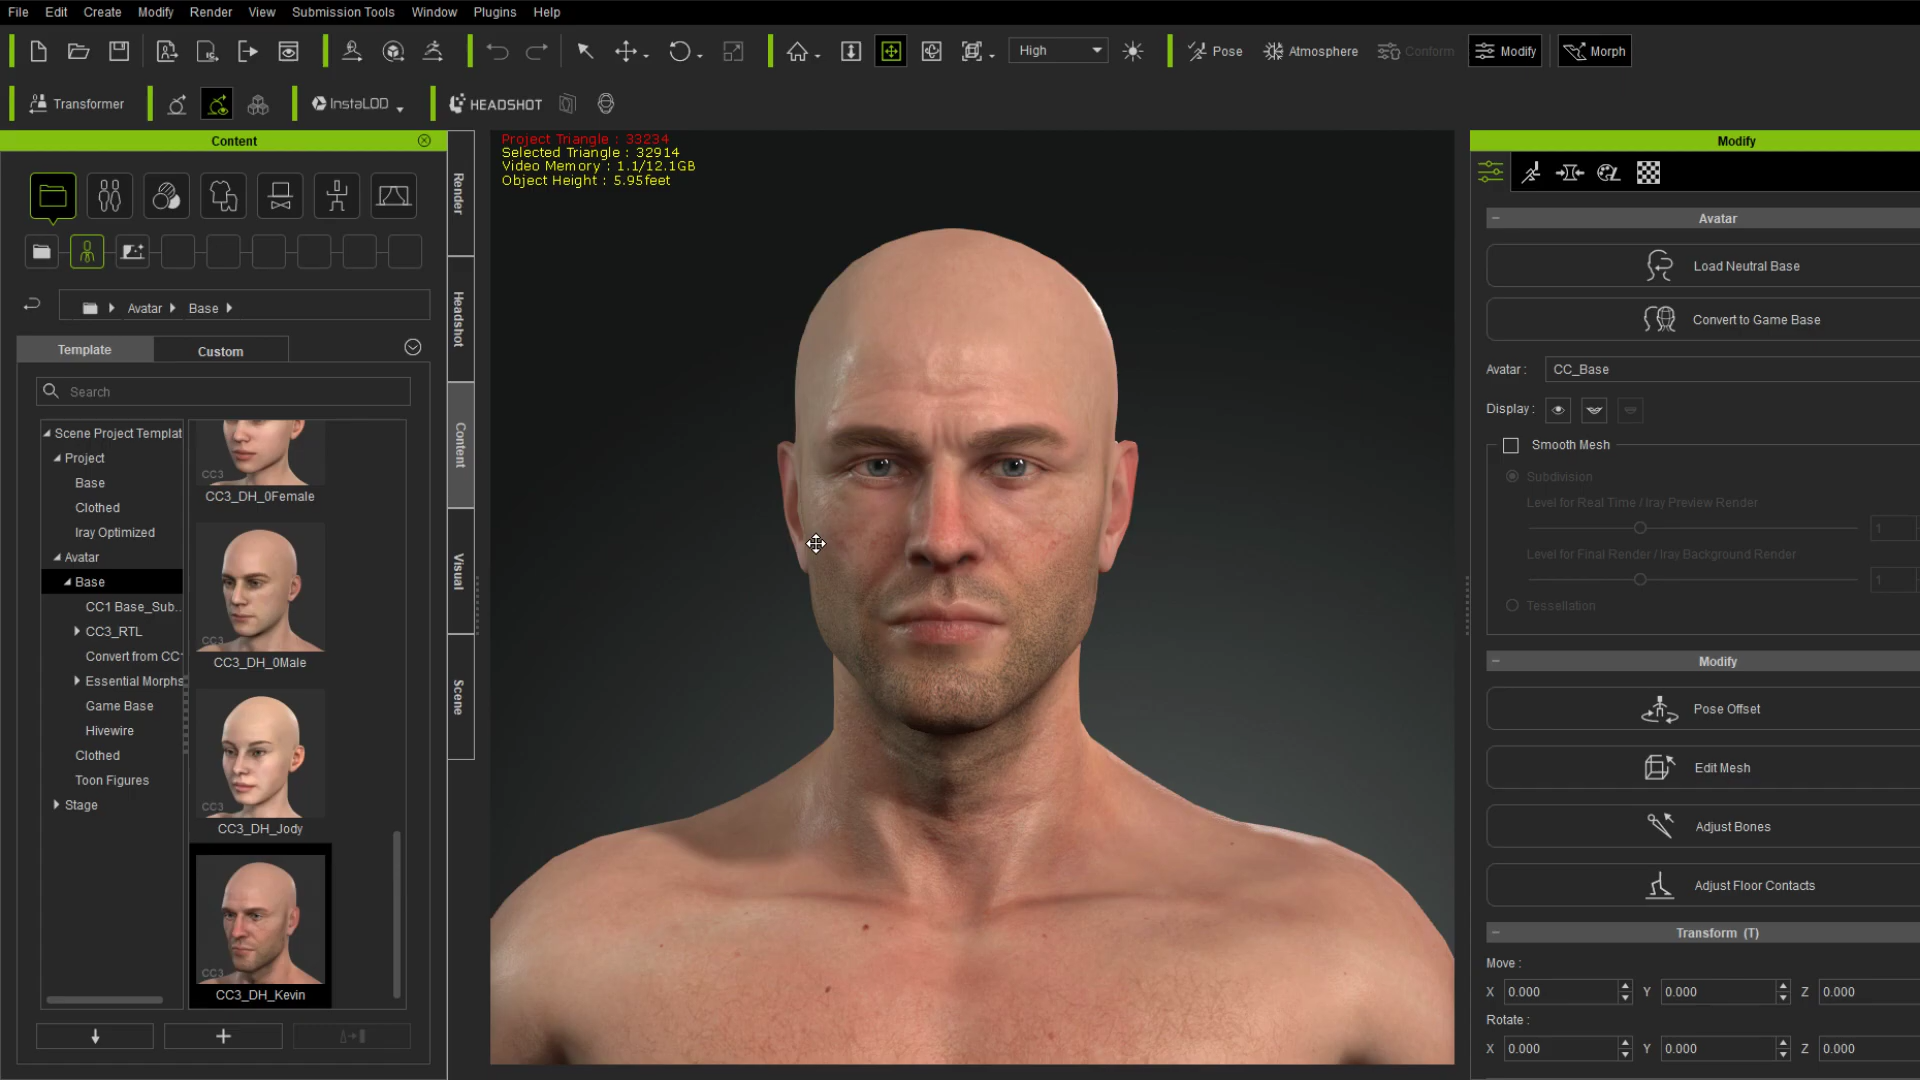 File Edit Create Modify Render View Submission Tools Window Plugins Help
High
Pose
Atmosphere
Conform
Modify
Morph
Transformer
InstaLOD
HEADSHOT
Content
Template
Custom
Avatar
Base
Search
Scene Project Templat
Project
Base
Clothed
Iray Optimized
Avatar
Base
CC1 Base_Sub..
CC3_RTL
Convert from CC
Essential Morphs
Game Base
Hivewire
Clothed
Toon Figures
Stage
CC3
CC3_DH_0Female
CC3
CC3_DH_0Male
CC3
CC3_DH_Jody
CC3
CC3_DH_Kevin
Render
Headshot
Content
Visual
Scene
Project Triangle : 33234
Selected Triangle : 32914
Video Memory : 1.1/12.1GB
Object Height : 5.95feet
Modify
Avatar
Load Neutral Base
Convert to Game Base
Avatar : CC_Base
Display :
Smooth Mesh
Subdivision
Level for Real Time / Iray Preview Render
1
Level for Final Render / Iray Background Render
1
Tessellation
Modify
Pose Offset
Edit Mesh
Adjust Bones
Adjust Floor Contacts
Transform (T)
Move :
X 0.000 Y 0.000 Z 0.000
Rotate :
X 0.000 Y 0.000 Z 0.000